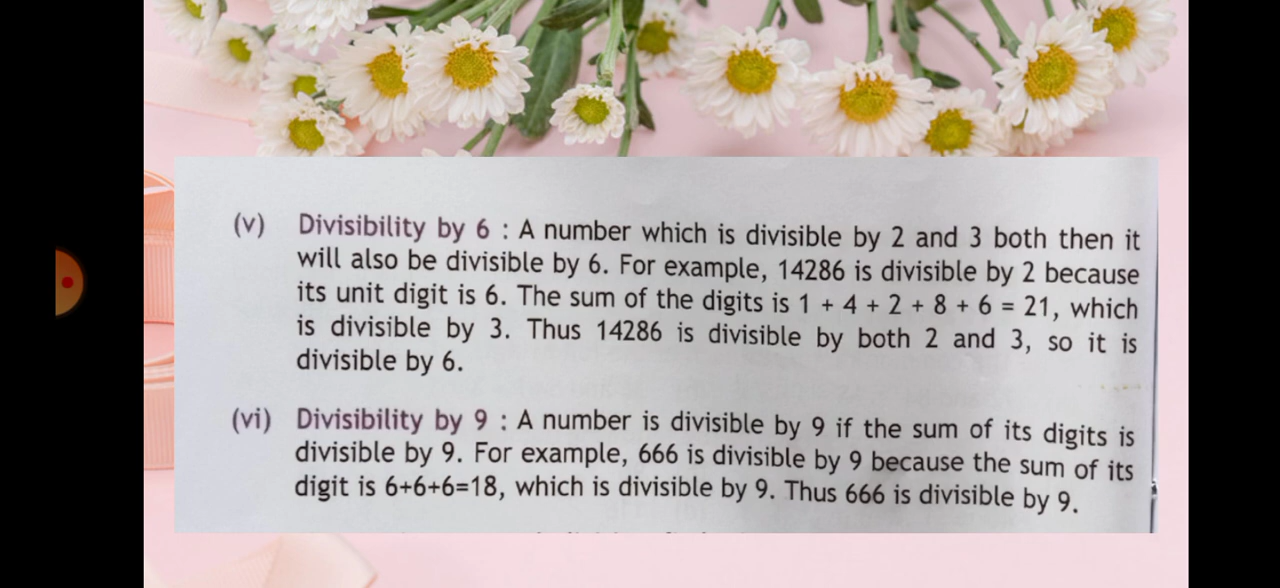 (v) Divisibility by 6 : A number which is divisible by 2 and 3 both then it
will also be divisible by 6. For example, 14286 is divisible by 2 because
its unit digit is 6. The sum of the digits is 1 + 4 + 2 + 8 + 6 = 21, which
is divisible by 3. Thus 14286 is divisible by both 2 and 3, so it is
divisible by 6.
(vi) Divisibility by 9 : A number is divisible by 9 if the sum of its digits is
divisible by 9. For example, 666 is divisible by 9 because the sum of its
digit is 6+6+6=18, which is divisible by 9. Thus 666 is divisible by 9.